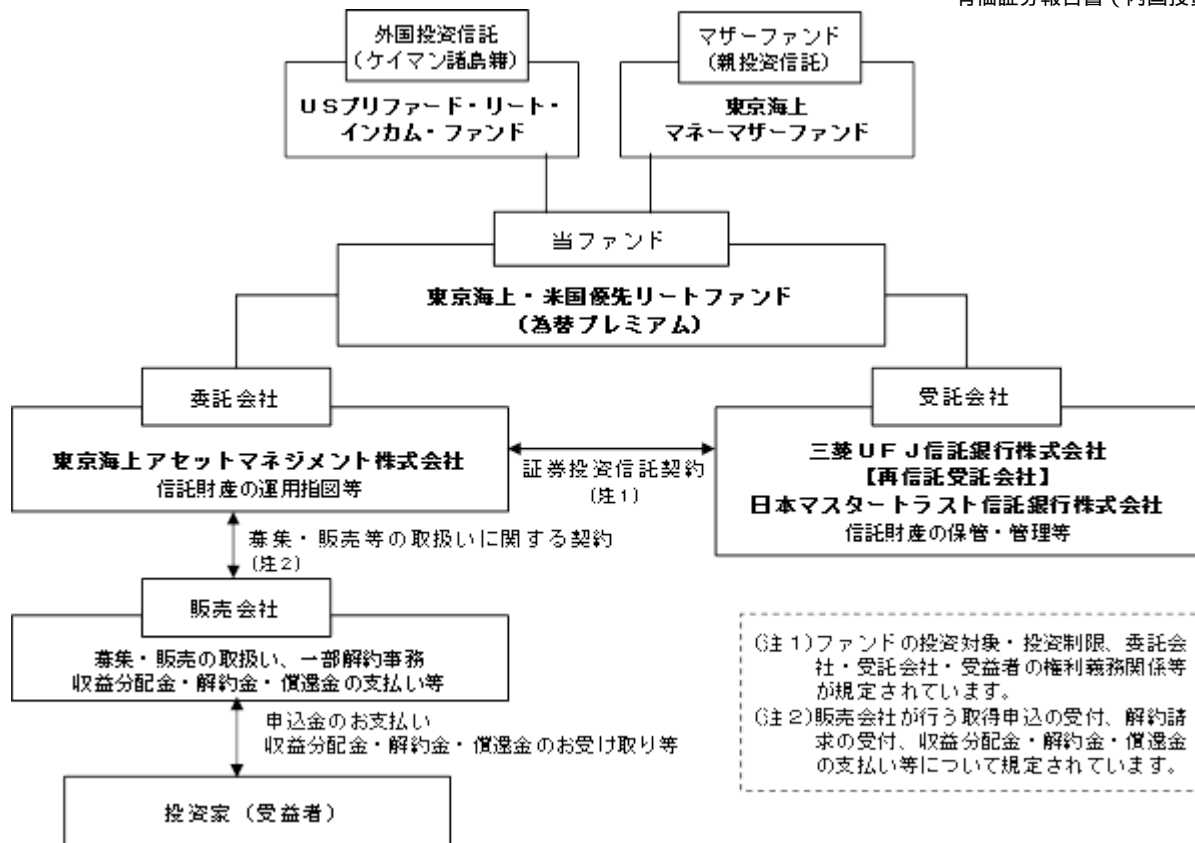 外国投資信託
(ケイマン諸島籍)
USプリファード・リート・
インカム・ファンド
マザーファンド
(親投資信託)
東京海上
マネーマザーファンド
当ファンド
東京海上・米国優先リートファンド
(為替プレミアム)
委託会社
東京海上アセットマネジメント株式会社
信託財産の運用指図等
証券投資信託契約
(注1)
受託会社
三菱UFJ信託銀行株式会社
【再信託受託会社】
日本マスタートラスト信託銀行株式会社
信託財産の保管・管理等
募集・販売等の取扱いに関する契約
(注2)
販売会社
募集・販売の取扱い、一部解約事務
収益分配金・解約金・償還金の支払い等
申込金のお支払い
収益分配金・解約金・償還金のお受け取り等
投資家(受益者)
(注1)ファンドの投資対象・投資制限、委託会
社・受託会社・受益者の権利義務関係等
が規定されています。
(注2)販売会社が行う取得申込の受付、解約請
求の受付、収益分配金・解約金・償還金
の支払い等について規定されています。